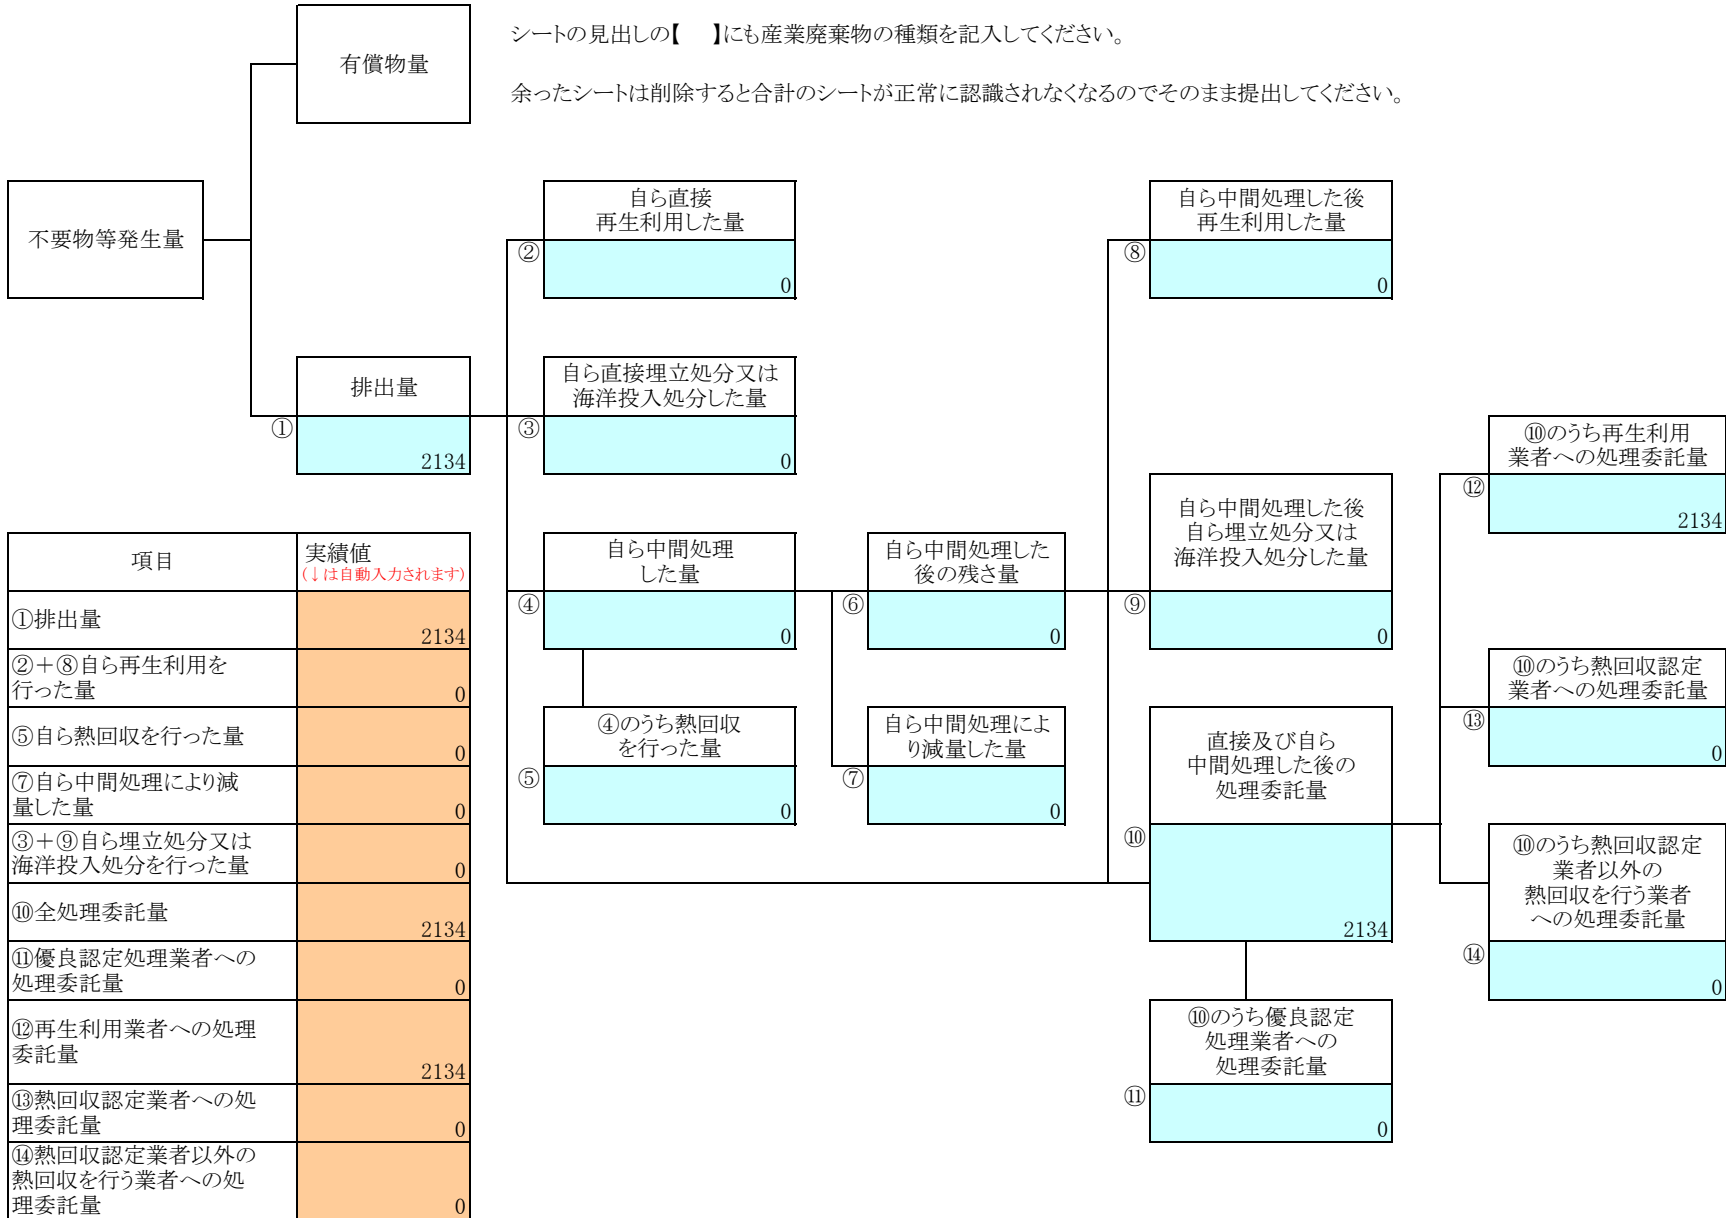 シートの見出しの【　】にも産業廃棄物の種類を記入してください。
余ったシートは削除すると合計のシートが正常に認識されなくなるのでそのまま提出してください。
有償物量
不要物等発生量
排出量
①
2134
自ら直接
再生利用した量
②
0
自ら直接埋立処分又は
海洋投入処分した量
③
0
自ら中間処理
した量
④
0
④のうち熱回収
を行った量
⑤
0
自ら中間処理した
後の残さ量
⑥
0
自ら中間処理によ
り減量した量
⑦
0
自ら中間処理した後
再生利用した量
⑧
0
自ら中間処理した後
自ら埋立処分又は
海洋投入処分した量
⑨
0
直接及び自ら
中間処理した後の
処理委託量
⑩
2134
⑩のうち優良認定
処理業者への
処理委託量
⑪
0
⑩のうち再生利用
業者への処理委託量
⑫
2134
⑩のうち熱回収認定
業者への処理委託量
⑬
0
⑩のうち熱回収認定
業者以外の
熱回収を行う業者
への処理委託量
⑭
0
項目
実績値
(↓は自動入力されます)
①排出量
2134
②＋⑧自ら再生利用を
行った量
0
⑤自ら熱回収を行った量
0
⑦自ら中間処理により減
量した量
0
③＋⑨自ら埋立処分又は
海洋投入処分を行った量
0
⑩全処理委託量
2134
⑪優良認定処理業者への
処理委託量
0
⑫再生利用業者への処理
委託量
2134
⑬熱回収認定業者への処
理委託量
0
⑭熱回収認定業者以外の
熱回収を行う業者への処
理委託量
0